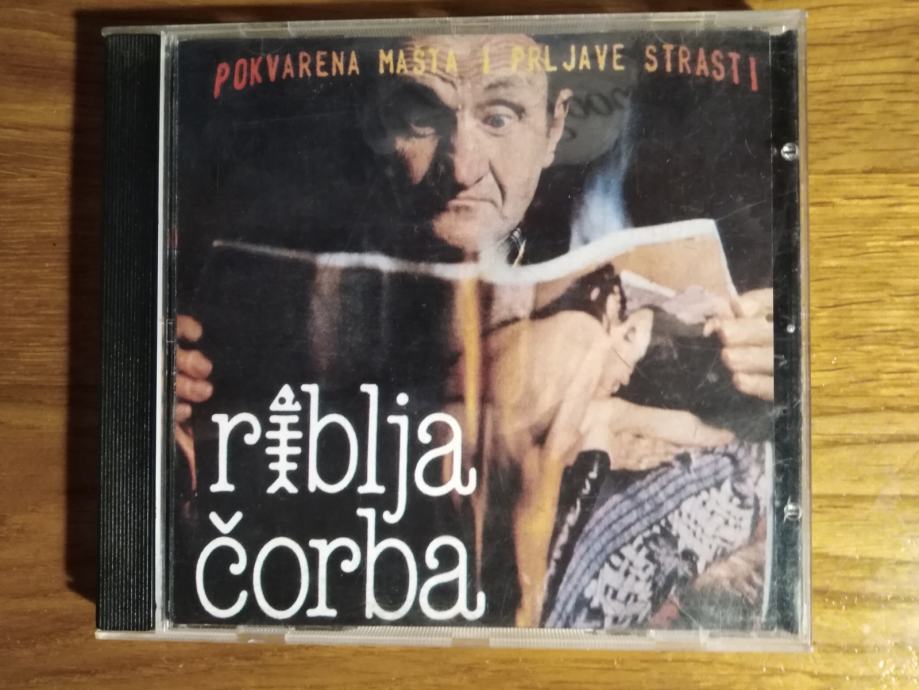 POKVARENA MAŠTA I PRLJAVE STRASTI
riblja
čorba